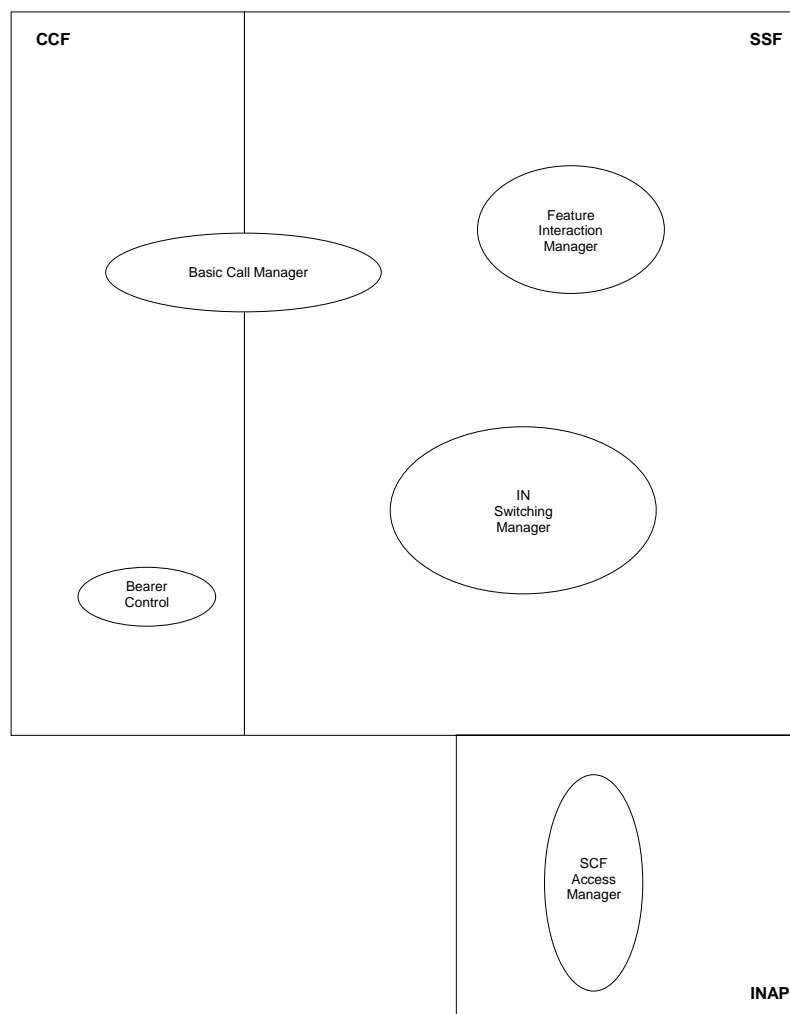 CCF
SSF
Feature
Interaction
Manager
Basic Call Manager
IN
Switching
Manager
Bearer
Control
SCF
Access
Manager
INAP